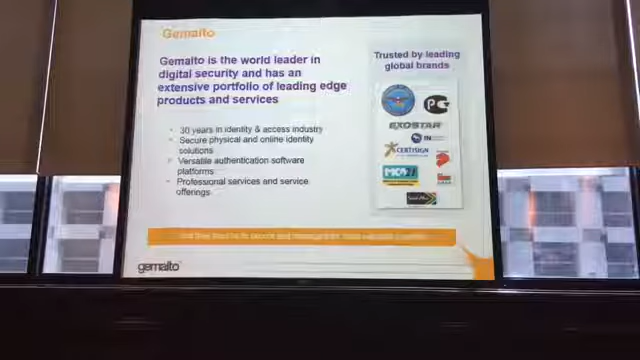 Gemalto
Gemalto is the world leader in
digital security and has an
extensive portfolio of leading edge
products and services
30 years in identity & access industry
Secure physical and online identity
solutions
Versatile authentication software
platforms
Professional services and service
offerings
Trusted by leading
global brands
EXOSTAR
CERTISIGN
gemalto